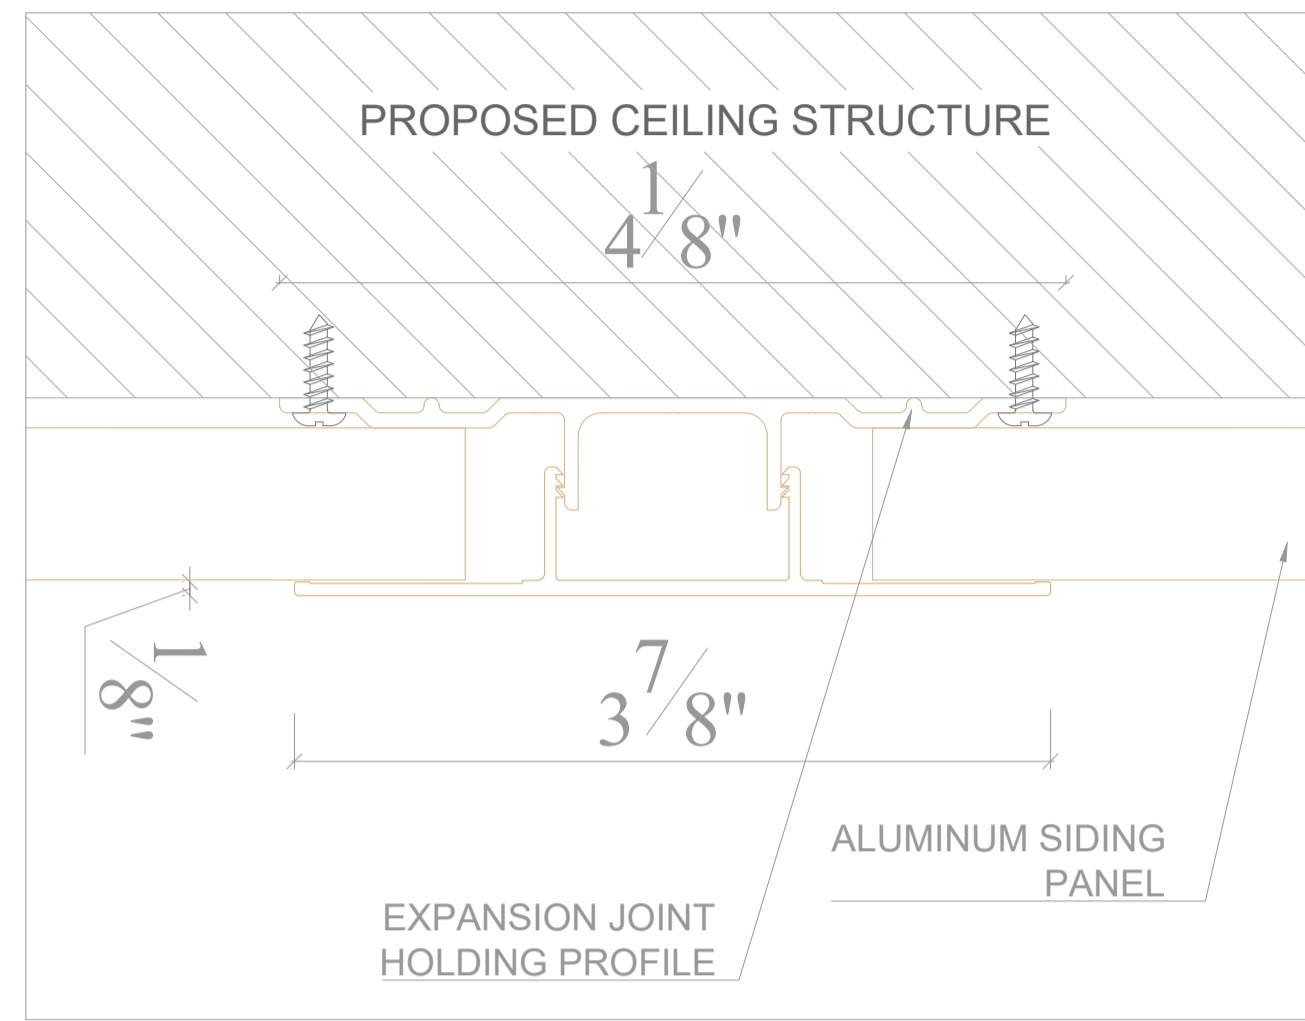 PROPOSED CEILING STRUCTURE
4 1/8"
1/8"
3 7/8"
ALUMINUM SIDING
PANEL
EXPANSION JOINT
HOLDING PROFILE